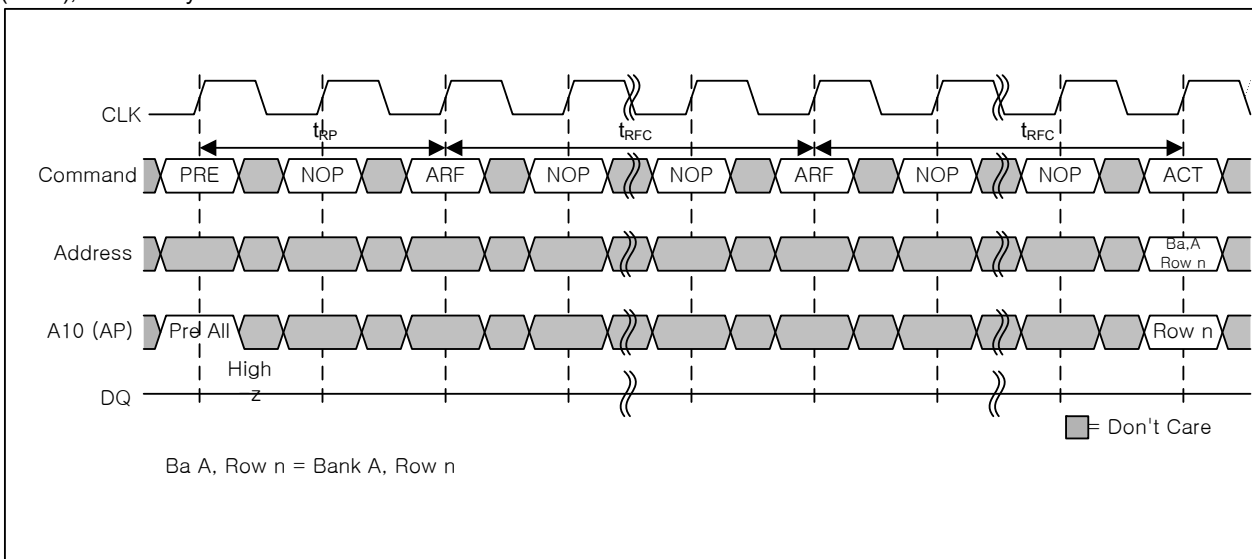 CLK
tRP tRFC tRFC
Command PRE NOP ARF NOP NOP ARF NOP NOP ACT
Address Ba,A
Row n
A10 (AP) Pre All Row n
High
-z
DQ
= Don't Care
Ba A, Row n = Bank A, Row n